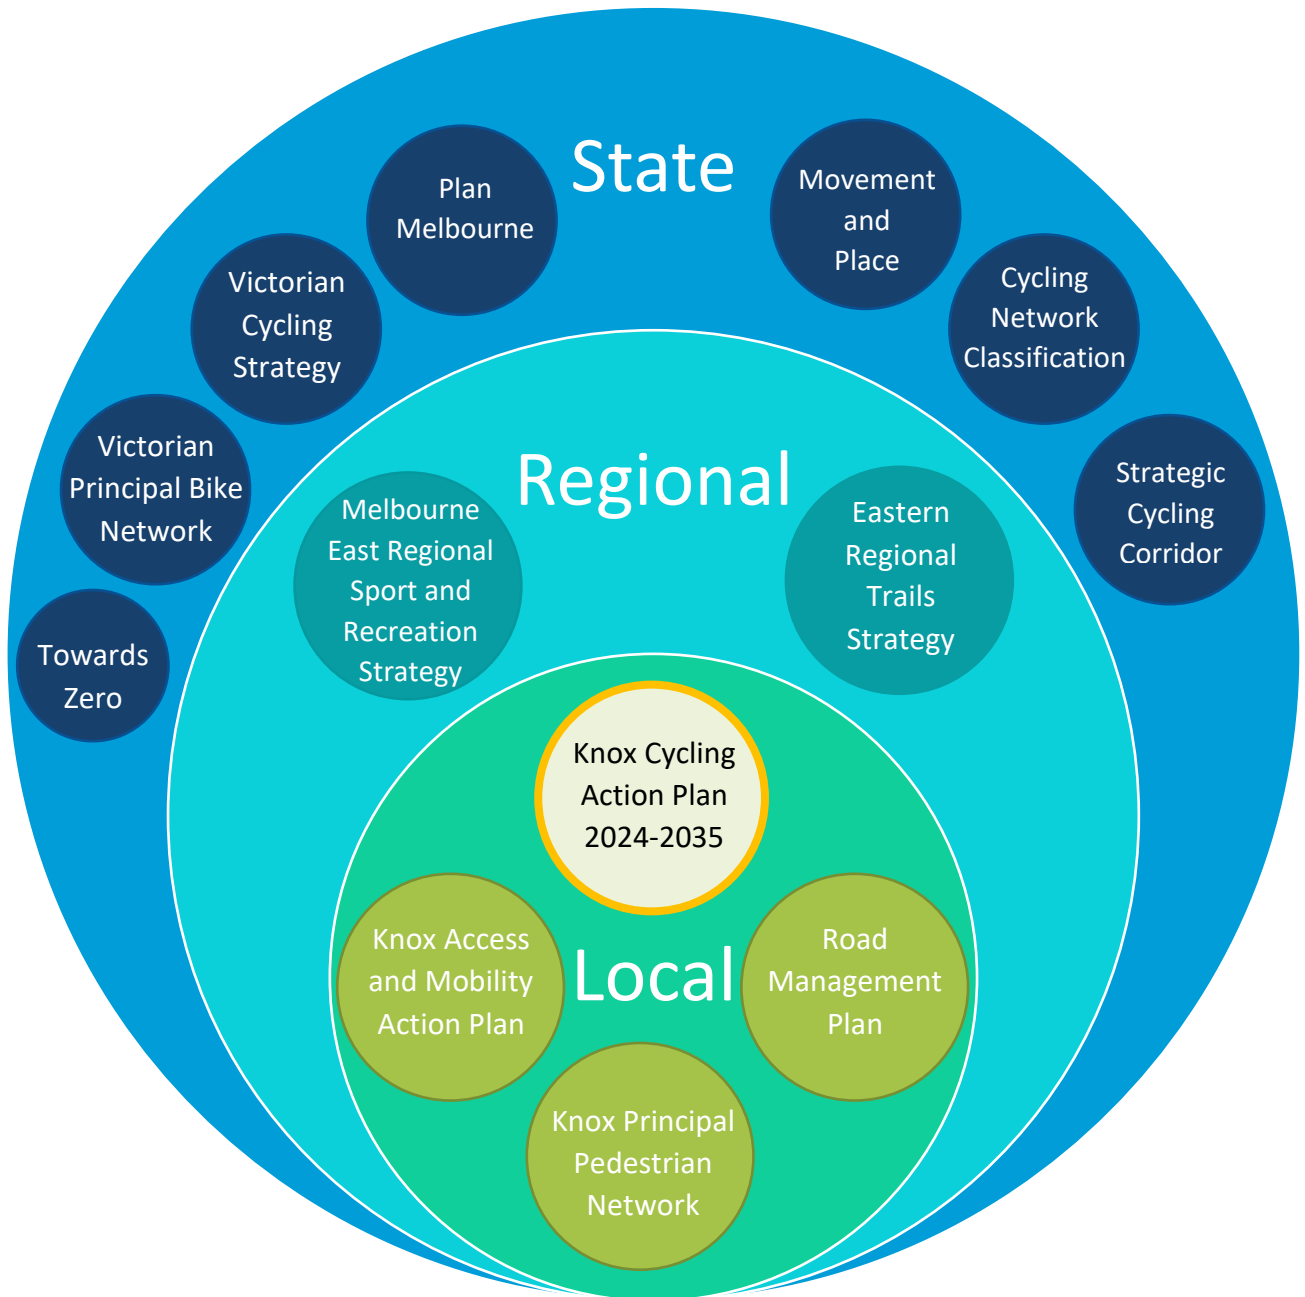 State
Plan
Melbourne
Movement
and
Place
Victorian
Cycling
Strategy
Cycling
Network
Classification
Victorian
Principal Bike
Network
Strategic
Cycling
Corridor
Towards
Zero
Regional
Melbourne
East Regional
Sport and
Recreation
Strategy
Eastern
Regional
Trails
Strategy
Knox Cycling
Action Plan
2024-2035
Local
Knox Access
and Mobility
Action Plan
Road
Management
Plan
Knox Principal
Pedestrian
Network